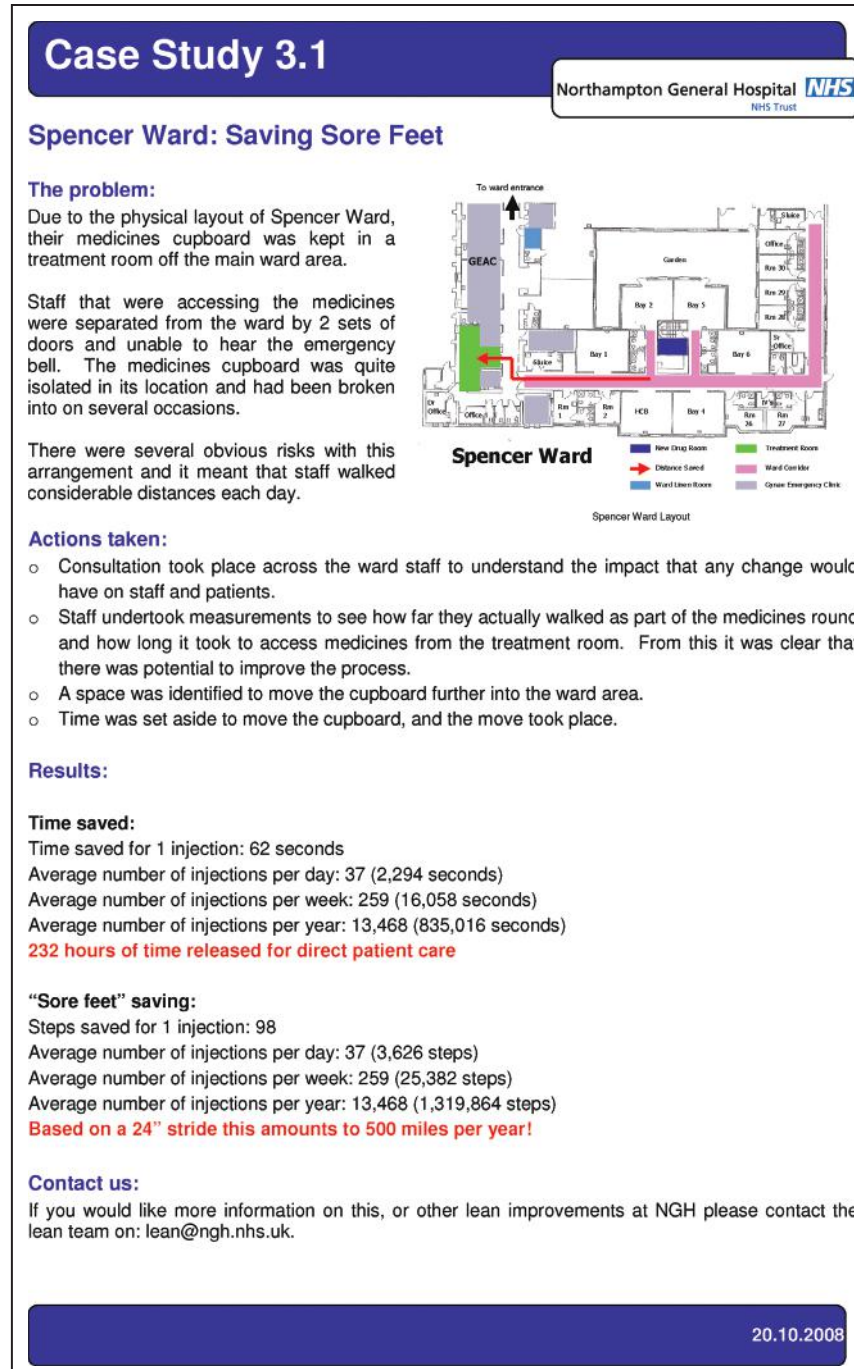 Case Study 3.1
Northampton General Hospital NHS
NHS Trust
Spencer Ward: Saving Sore Feet
The problem:
Due to the physical layout of Spencer Ward,
their medicines cupboard was kept in a
treatment room off the main ward area.
Staff that were accessing the medicines
were separated from the ward by 2 sets of
doors and unable to hear the emergency
bell. The medicines cupboard was quite
isolated in its location and had been broken
into on several occasions.
There were several obvious risks with this
arrangement and it meant that staff walked
considerable distances each day.
To ward entrance
GEAC
Garden
Sluice
Office
Rm 30
Rm 29
Rm 28
Bay 2
Bay 5
Sluice
Bay 1
Bay 6
Sr
Office
Dr
Office
Office
Rm
1
Rm
2
HCB
Bay 4
Rm
26
Rm
27
Spencer Ward
New Drug Room
Treatment Room
Distance Saved
Ward Corridor
Ward Linen Room
Gynae Emergency Clinic
Spencer Ward Layout
Actions taken:
o Consultation took place across the ward staff to understand the impact that any change would
have on staff and patients.
o Staff undertook measurements to see how far they actually walked as part of the medicines round
and how long it took to access medicines from the treatment room. From this it was clear that
there was potential to improve the process.
o A space was identified to move the cupboard further into the ward area.
o Time was set aside to move the cupboard, and the move took place.
Results:
Time saved:
Time saved for 1 injection: 62 seconds
Average number of injections per day: 37 (2,294 seconds)
Average number of injections per week: 259 (16,058 seconds)
Average number of injections per year: 13,468 (835,016 seconds)
232 hours of time released for direct patient care
“Sore feet” saving:
Steps saved for 1 injection: 98
Average number of injections per day: 37 (3,626 steps)
Average number of injections per week: 259 (25,382 steps)
Average number of injections per year: 13,468 (1,319,864 steps)
Based on a 24” stride this amounts to 500 miles per year!
Contact us:
If you would like more information on this, or other lean improvements at NGH please contact the
lean team on: lean@ngh.nhs.uk.
20.10.2008